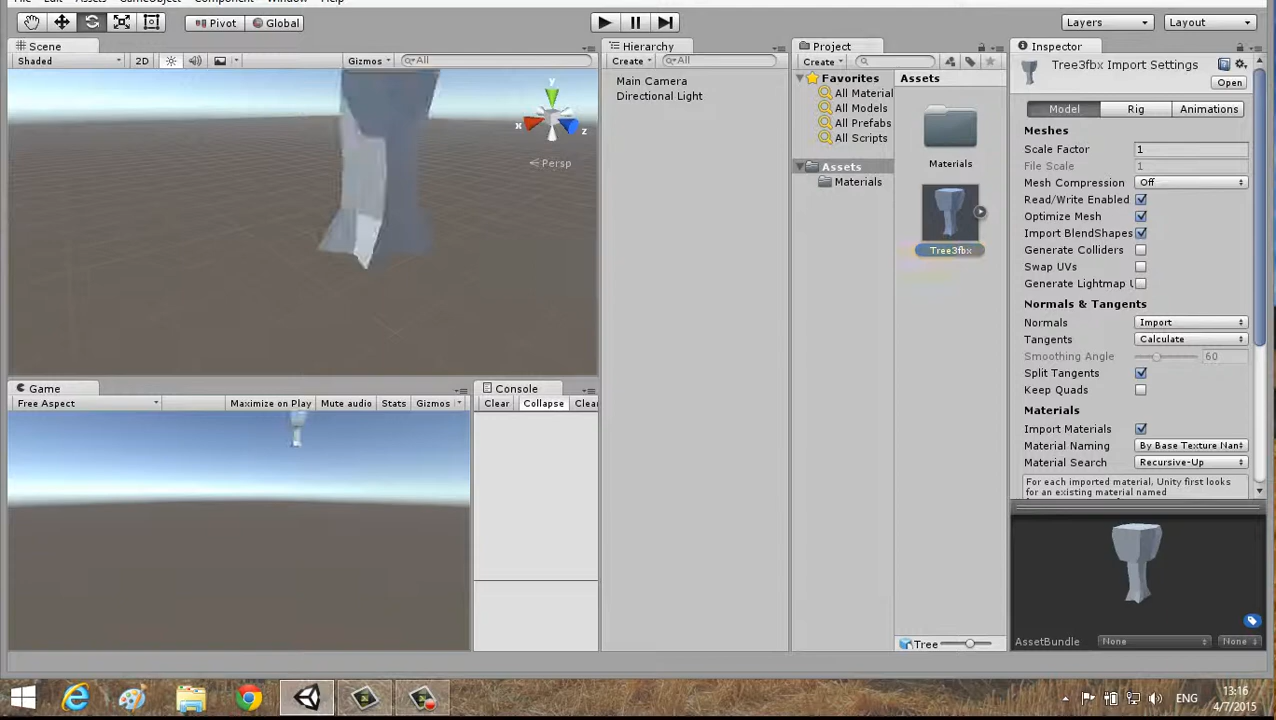 Pivot
Global
Layers
Layout
Scene
Shaded
2D
Gizmos
All
x
y
z
Persp
Hierarchy
Create
All
Main Camera
Directional Light
Project
Create
Favorites
All Material
All Models
All Prefabs
All Scripts
Assets
Materials
Assets
Materials
Tree3fbx
Tree
Inspector
Tree3fbx Import Settings
Open
Model
Rig
Animations
Meshes
Scale Factor
1
File Scale
1
Mesh Compression
Off
Read/Write Enabled
Optimize Mesh
Import BlendShapes
Generate Colliders
Swap UVs
Generate Lightmap U
Normals & Tangents
Normals
Import
Tangents
Calculate
Smoothing Angle
60
Split Tangents
Keep Quads
Materials
Import Materials
Material Naming
By Base Texture Nan
Material Search
Recursive-Up
For each imported material, Unity first looks
for an existing material named
AssetBundle
None
None
Game
Free Aspect
Maximize on Play
Mute audio
Stats
Gizmos
Console
Clear
Collapse
Clear
ENG
13:16
4/7/2015